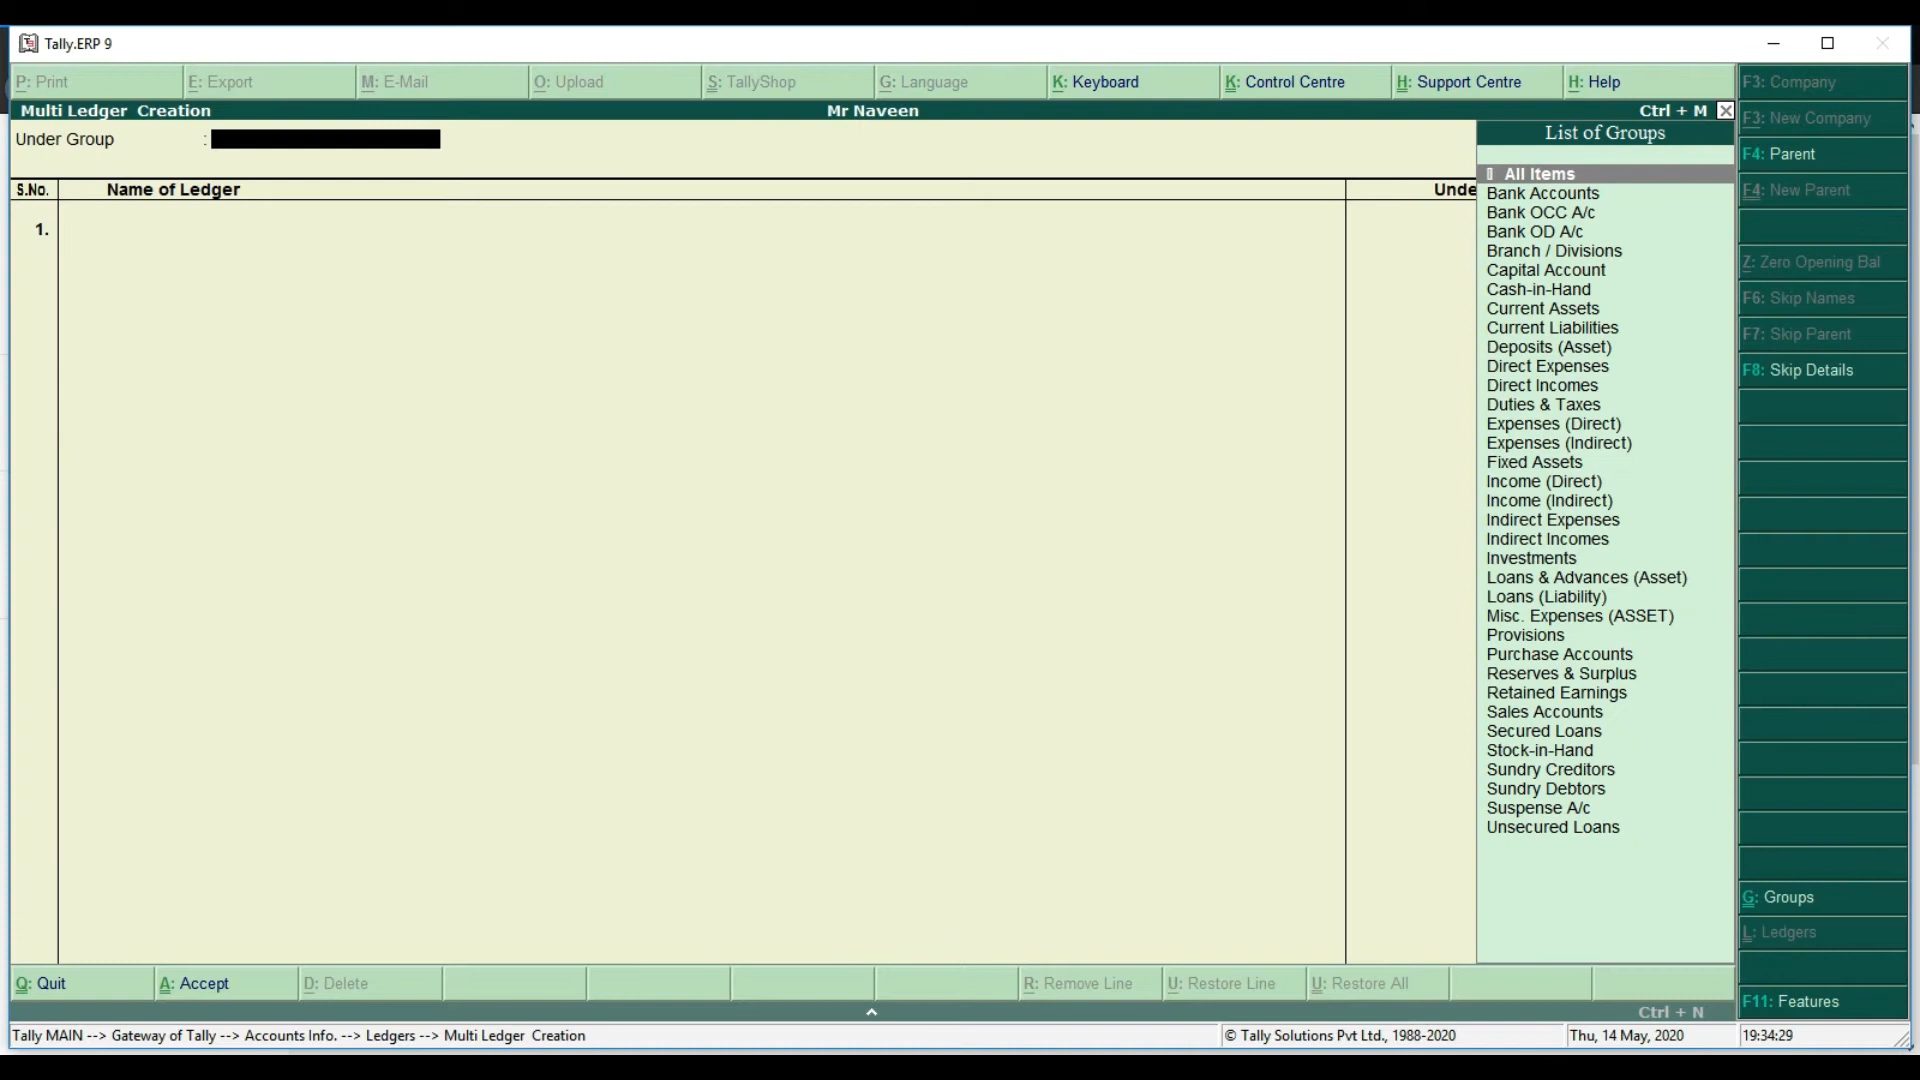 Tally.ERP 9
P: Print E: Export M: E-Mail O: Upload S: TallyShop G: Language K: Keyboard K: Control Centre H: Support Centre H: Help
Multi Ledger Creation Mr Naveen Ctrl + M
Under Group :
S.No. Name of Ledger Unde
1.
List of Groups
All Items
Bank Accounts
Bank OCC A/c
Bank OD A/c
Branch / Divisions
Capital Account
Cash-in-Hand
Current Assets
Current Liabilities
Deposits (Asset)
Direct Expenses
Direct Incomes
Duties & Taxes
Expenses (Direct)
Expenses (Indirect)
Fixed Assets
Income (Direct)
Income (Indirect)
Indirect Expenses
Indirect Incomes
Investments
Loans & Advances (Asset)
Loans (Liability)
Misc. Expenses (ASSET)
Provisions
Purchase Accounts
Reserves & Surplus
Retained Earnings
Sales Accounts
Secured Loans
Stock-in-Hand
Sundry Creditors
Sundry Debtors
Suspense A/c
Unsecured Loans
F3: Company
F3: New Company
F4: Parent
F4: New Parent
Z: Zero Opening Bal
F6: Skip Names
F7: Skip Parent
F8: Skip Details
G: Groups
L: Ledgers
F11: Features
Q: Quit A: Accept D: Delete R: Remove Line U: Restore Line U: Restore All
Ctrl + N
Tally MAIN --> Gateway of Tally --> Accounts Info. --> Ledgers --> Multi Ledger Creation © Tally Solutions Pvt Ltd., 1988-2020 Thu, 14 May, 2020 19:34:29